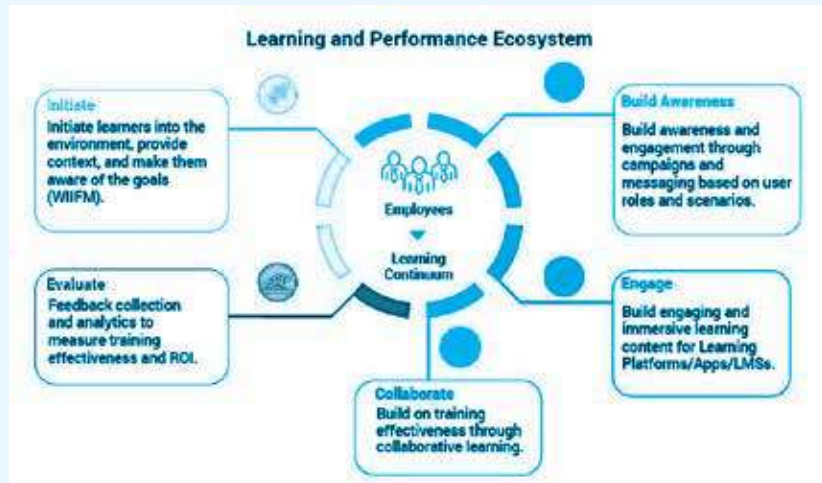 Learning and Performance Ecosystem
Initiate
Initiate learners into the
environment, provide
context, and make them
aware of the goals
(WIIFM).
Build Awareness
Build awareness and
engagement through
campaigns and
messaging based on user
roles and scenarios.
Employees
Learning
Continuum
Evaluate
Feedback collection
and analytics to
measure training
effectiveness and ROI.
Engage
Build engaging and
immersive learning
content for Learning
Platforms/Apps/LMSs.
Collaborate
Build on training
effectiveness through
collaborative learning.